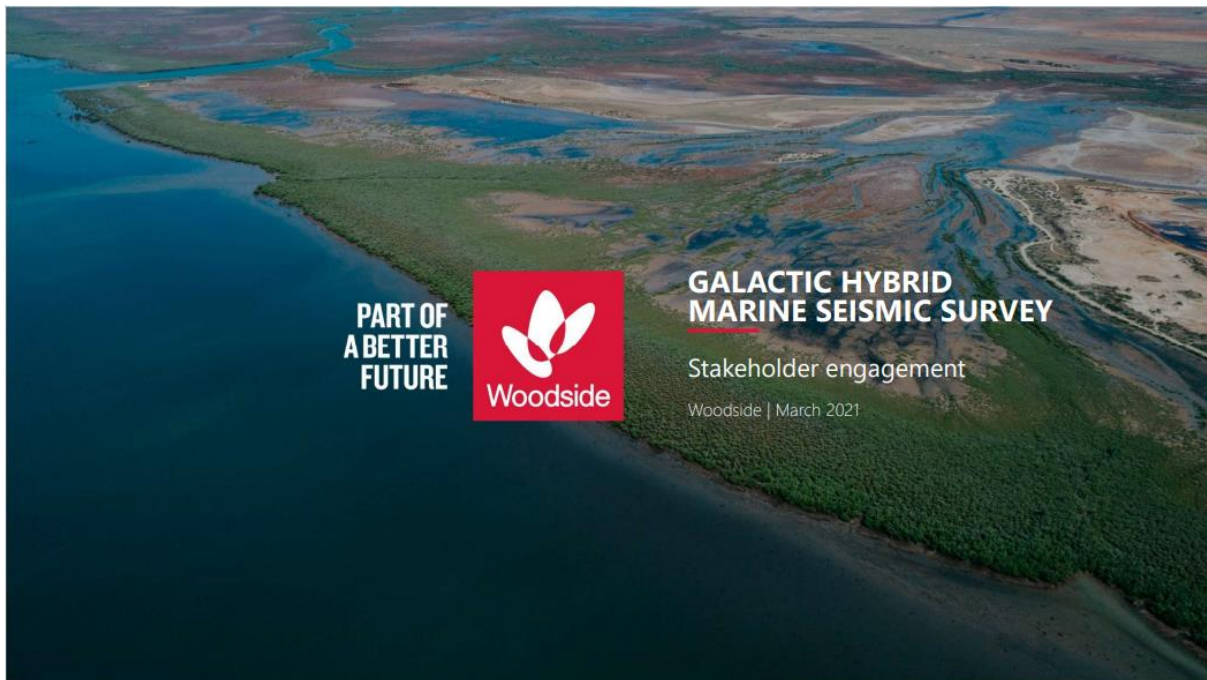 PART OF
A BETTER
FUTURE
Woodside
GALACTIC HYBRID
MARINE SEISMIC SURVEY
Stakeholder engagement
Woodside | March 2021